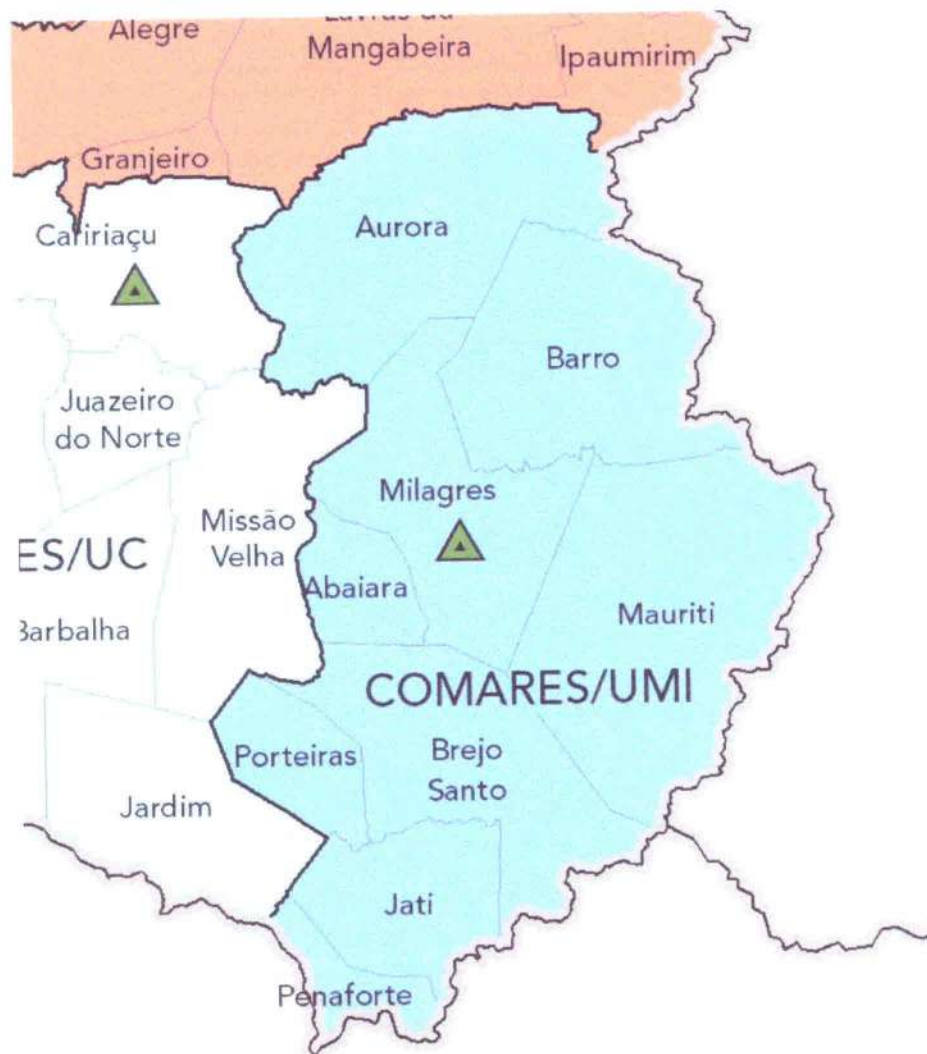 Alegre
Mangabeira
Ipaumirim
Granjeiro
Caririaçu
Aurora
Barro
Juazeiro
do Norte
Milagres
Missão
Velha
ES/UC
Abaiara
Mauriti
Barbalha
COMARES/UMI
Porteiras
Brejo
Santo
Jardim
Jati
Penaforte